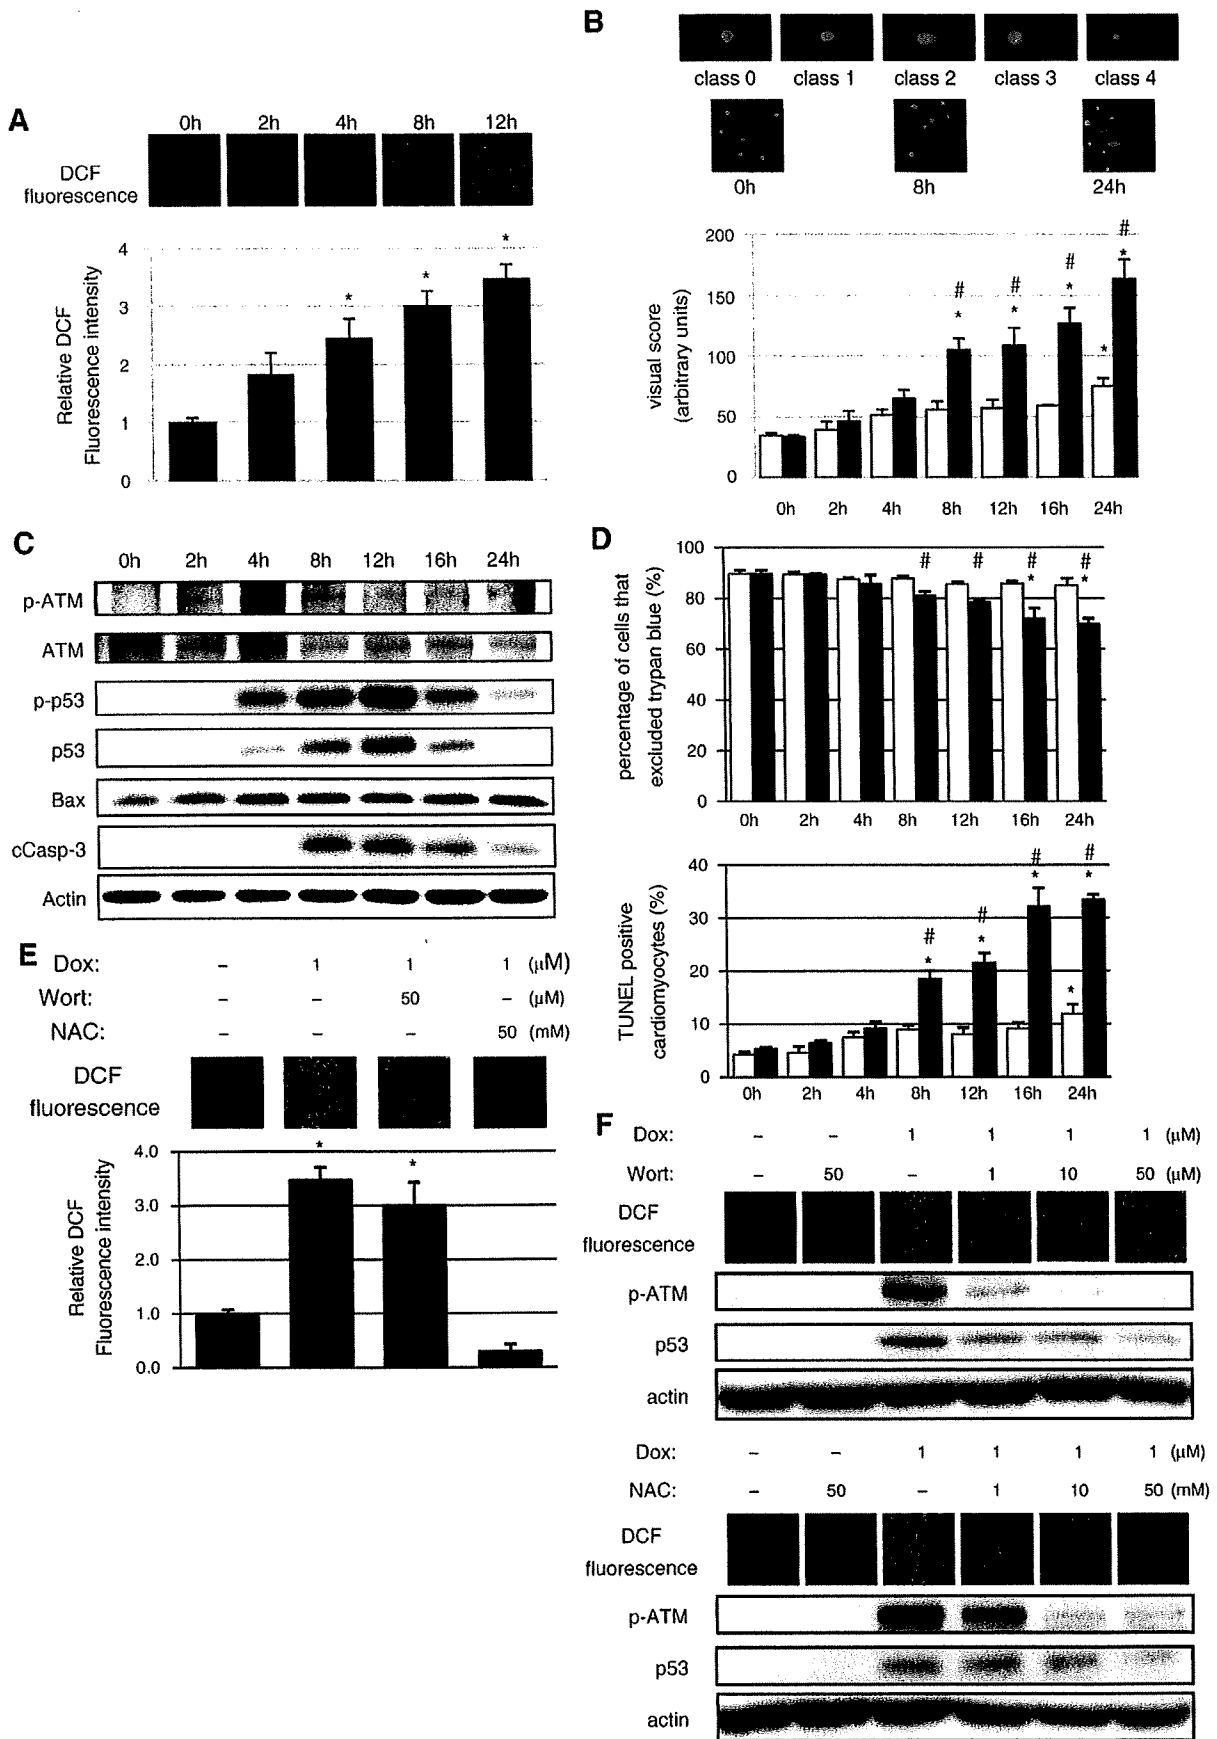 A
0h 2h 4h 8h 12h
DCF
fluorescence
Relative DCF
Fluorescence intensity
4
3
2
1
0
* * * *
B
class 0 class 1 class 2 class 3 class 4
0h 8h 24h
visual score
(arbitrary units)
200
150
100
50
0
# # # #
* * * * *
0h 2h 4h 8h 12h 16h 24h
C
0h 2h 4h 8h 12h 16h 24h
p-ATM
ATM
p-p53
p53
Bax
cCasp-3
Actin
D
percentage of cells that
excluded trypan blue (%)
100
80
60
40
20
0
# # # #
* *
0h 2h 4h 8h 12h 16h 24h
TUNEL positive
cardiomyocytes (%)
40
30
20
10
0
# # # #
* * * * *
0h 2h 4h 8h 12h 16h 24h
E
Dox: – 1 1 1 (μM)
Wort: – – 50 – (μM)
NAC: – – – 50 (mM)
DCF
fluorescence
Relative DCF
Fluorescence intensity
4.0
3.0
2.0
1.0
0.0
* *
F
Dox: – – 1 1 1 1 (μM)
Wort: – 50 – 1 10 50 (μM)
DCF
fluorescence
p-ATM
p53
actin
Dox: – – 1 1 1 1 (μM)
NAC: – 50 – 1 10 50 (mM)
DCF
fluorescence
p-ATM
p53
actin